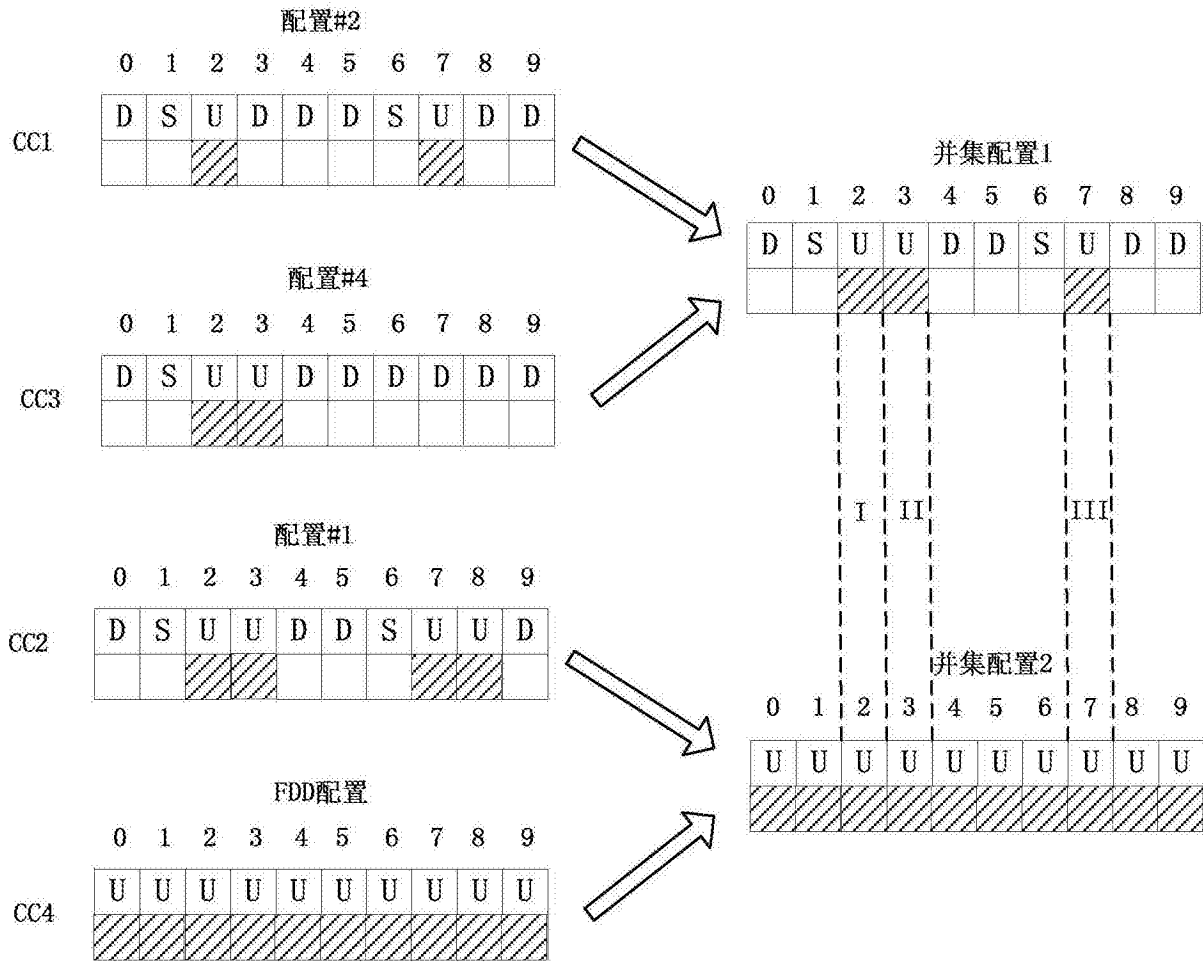 配置#2
0 1 2 3 4 5 6 7 8 9
D S U D D D S U D D
CC1
配置#4
0 1 2 3 4 5 6 7 8 9
D S U U D D D D D D
CC3
配置#1
0 1 2 3 4 5 6 7 8 9
D S U U D D S U U D
CC2
FDD配置
0 1 2 3 4 5 6 7 8 9
U U U U U U U U U U
CC4
并集配置1
0 1 2 3 4 5 6 7 8 9
D S U U D D S U D D
I II III
并集配置2
0 1 2 3 4 5 6 7 8 9
U U U U U U U U U U